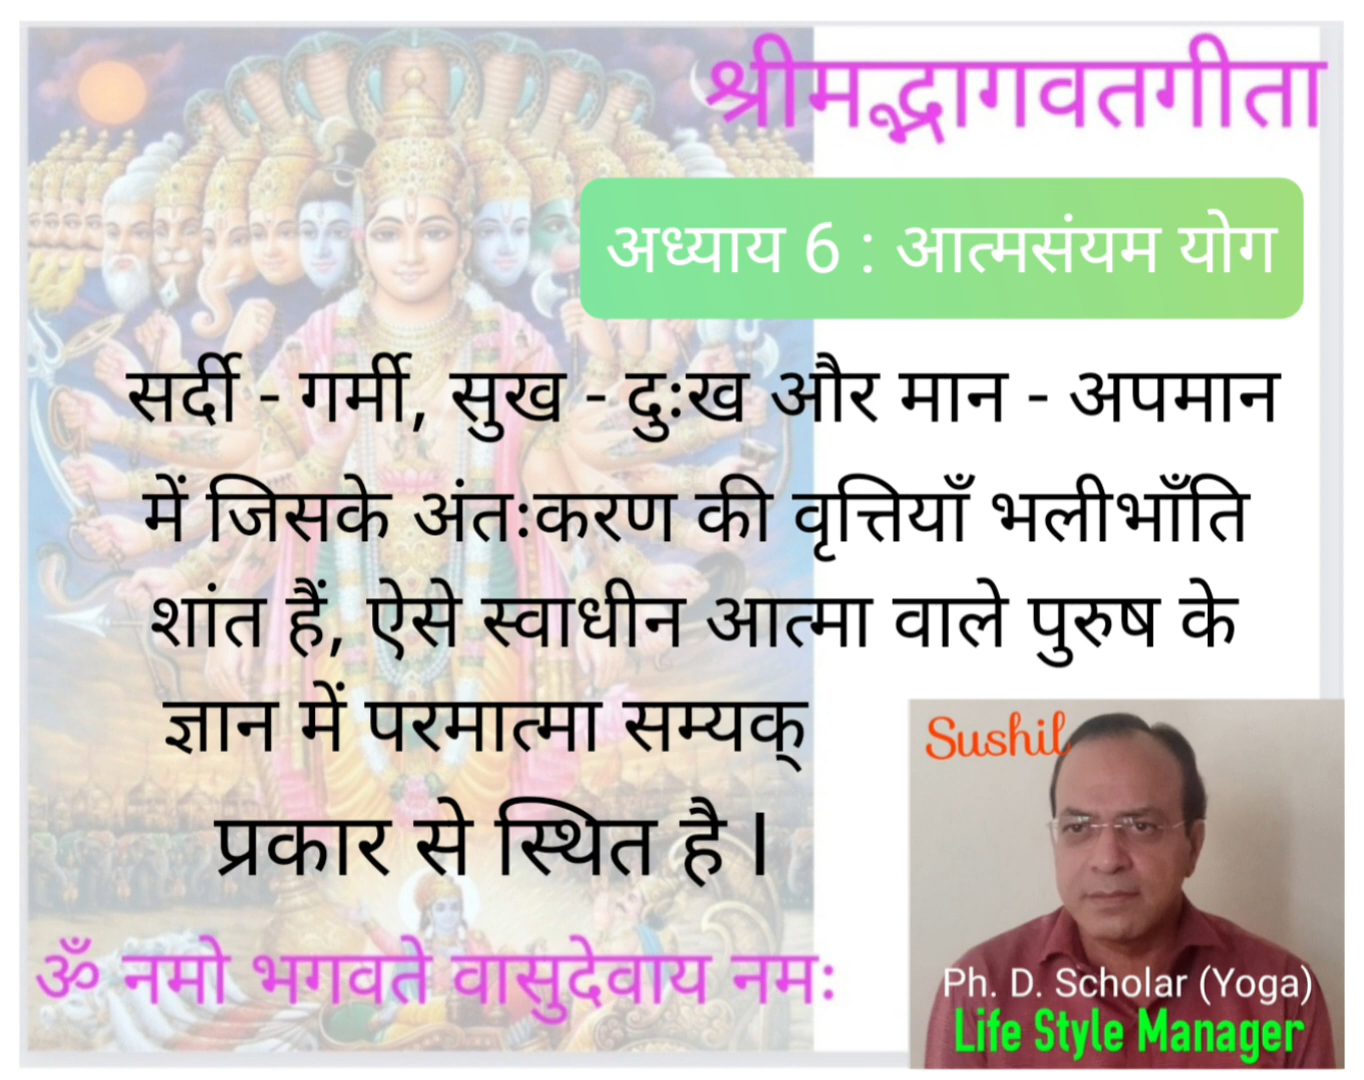 श्रीमद्भागवतगीता
अध्याय 6 : आत्मसंयम योग
सर्दी - गर्मी, सुख - दुःख और मान - अपमान
में जिसके अंतःकरण की वृत्तियाँ भलीभाँति
शांत हैं, ऐसे स्वाधीन आत्मा वाले पुरुष के
ज्ञान में परमात्मा सम्यक्
प्रकार से स्थित है I
ॐ नमो भगवते वासुदेवाय नमः
Sushil
Ph. D. Scholar (Yoga)
Life Style Manager